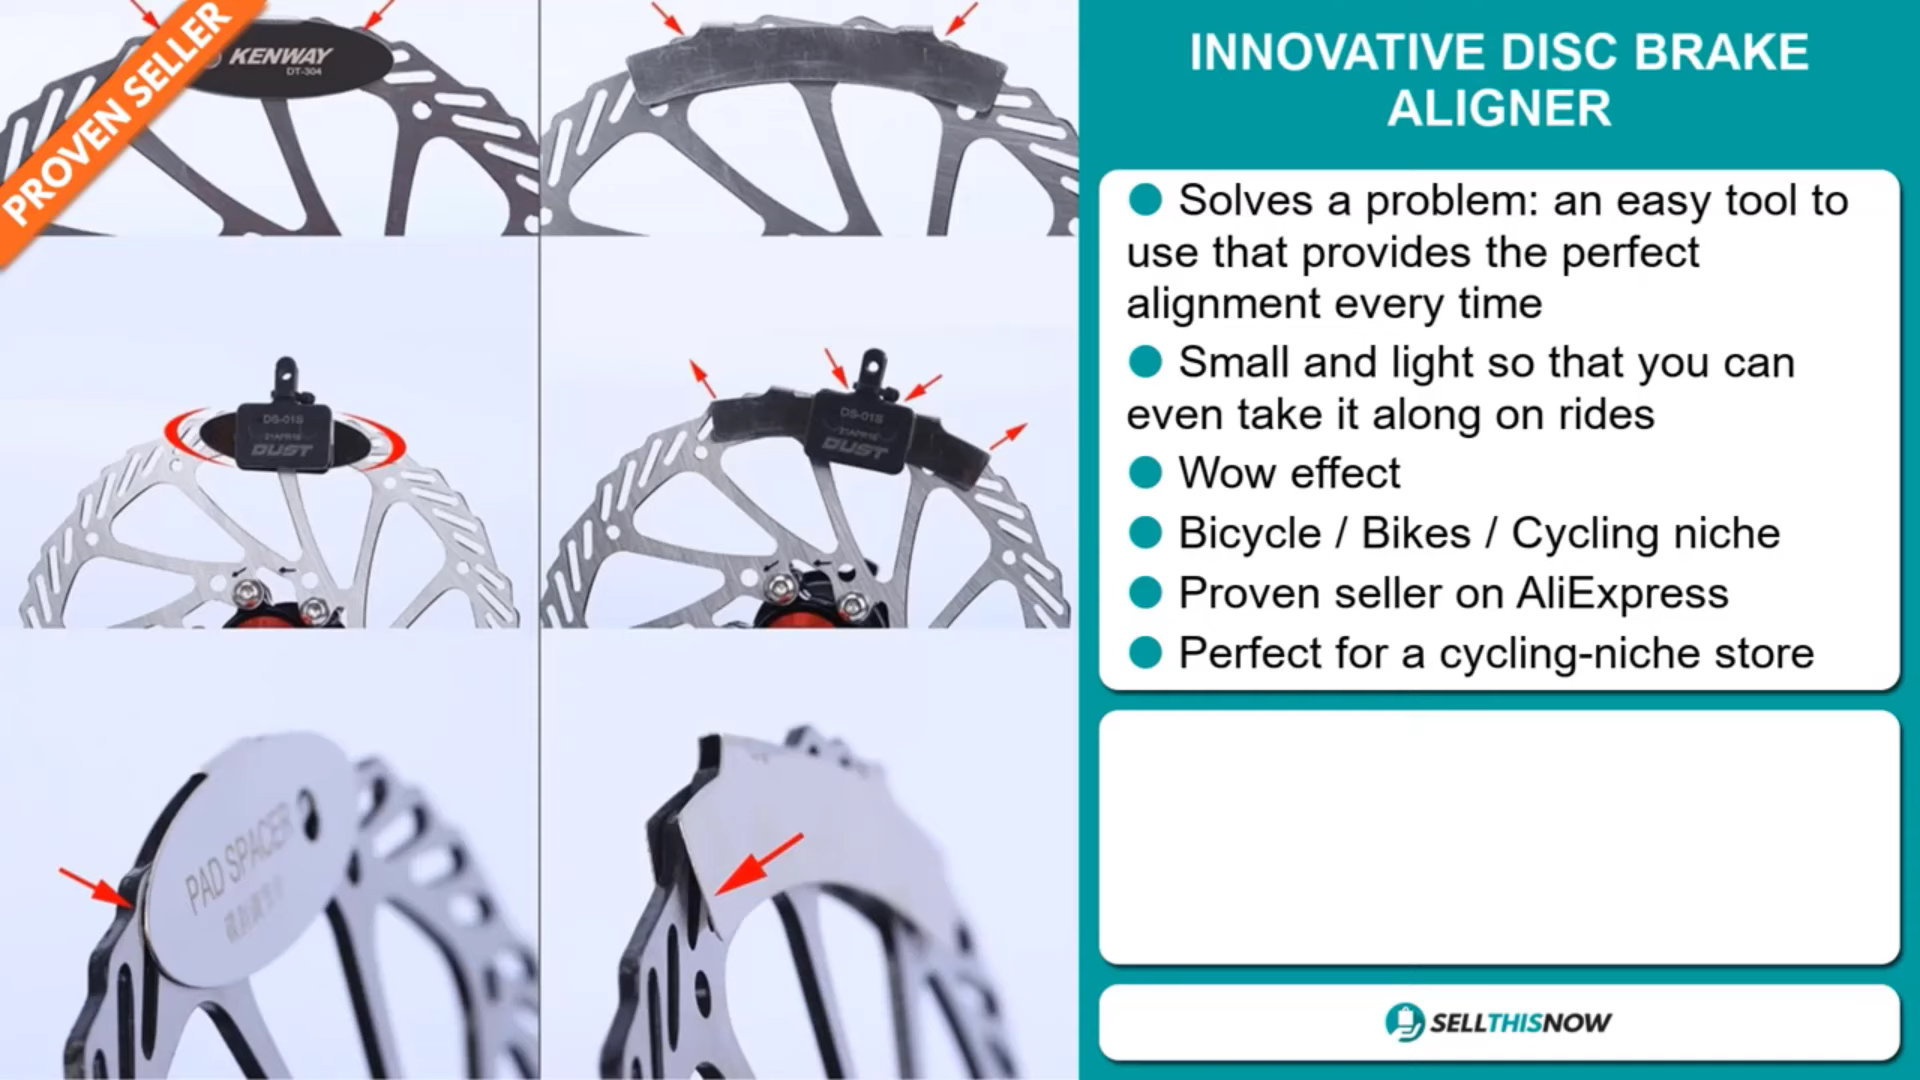 PROVEN SELLER
KENWAY
DT-304
DS-01S
21APR16
DUST
DS-01S
21APR16
DUST
PAD SPACER
INNOVATIVE DISC BRAKE
ALIGNER
● Solves a problem: an easy tool to
use that provides the perfect
alignment every time
● Small and light so that you can
even take it along on rides
● Wow effect
● Bicycle / Bikes / Cycling niche
● Proven seller on AliExpress
● Perfect for a cycling-niche store
SELLTHISNOW